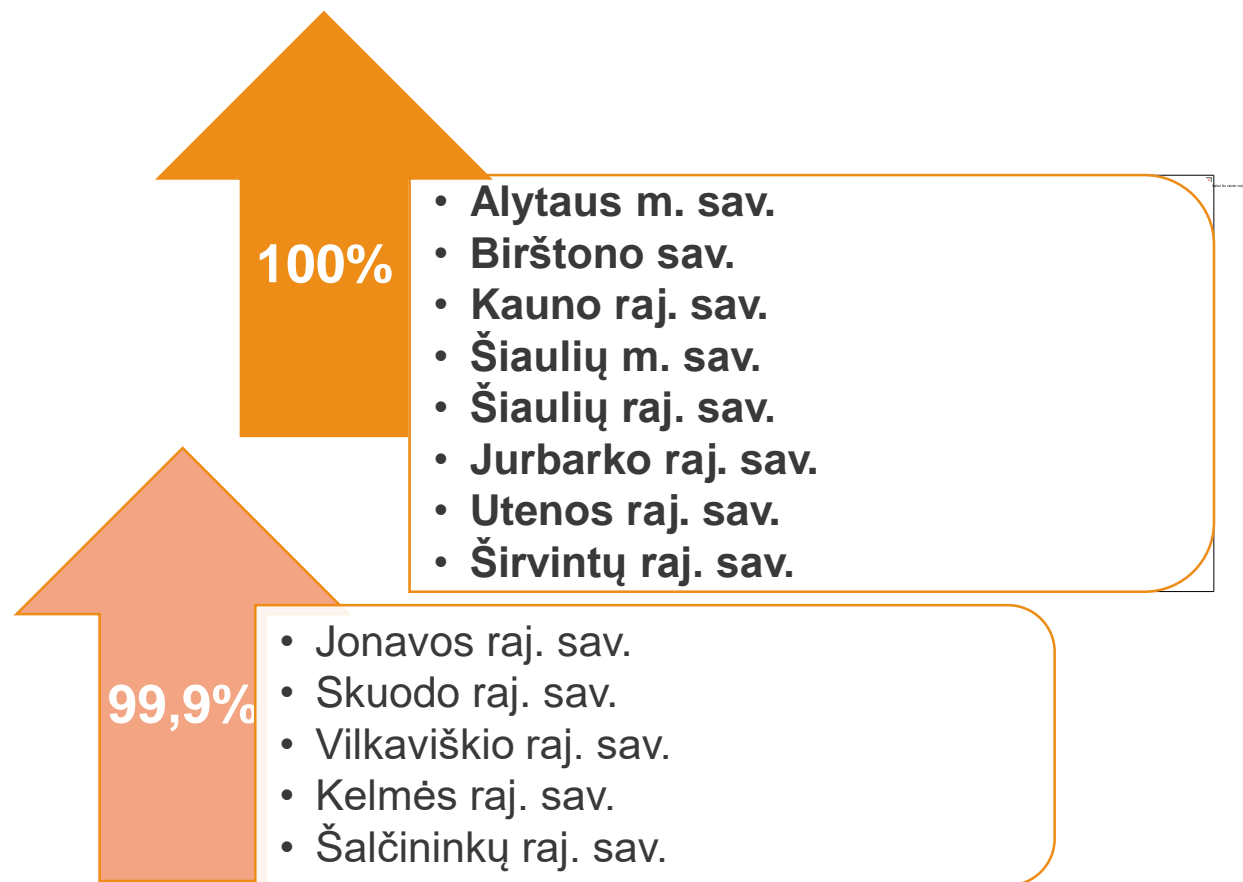 100%
• Alytaus m. sav.
• Birštono sav.
• Kauno raj. sav.
• Šiaulių m. sav.
• Šiaulių raj. sav.
• Jurbarko raj. sav.
• Utenos raj. sav.
• Širvintų raj. sav.
99,9%
• Jonavos raj. sav.
• Skuodo raj. sav.
• Vilkaviškio raj. sav.
• Kelmės raj. sav.
• Šalčininkų raj. sav.